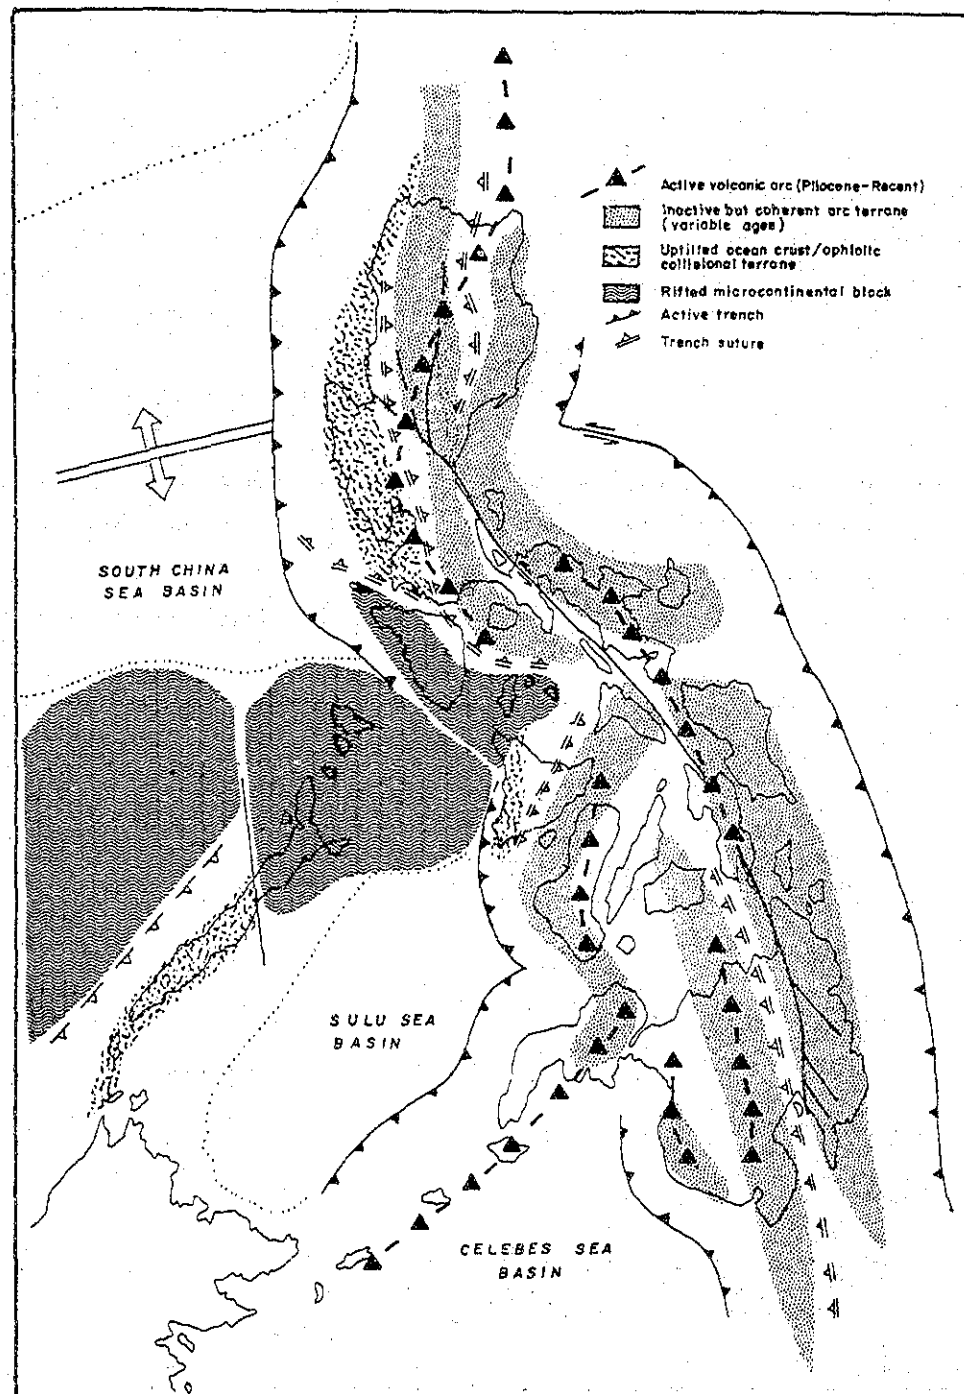 Active volcanic arc (Pliocene-Recent)
Inactive but coherent arc terrane
(variable ages)
Uptilted ocean crust/ophiolitic
collisional terrane
Rifted microcontinental block
Active trench
Trench suture
SOUTH CHINA
SEA BASIN
SULU SEA
BASIN
CELEBES SEA
BASIN